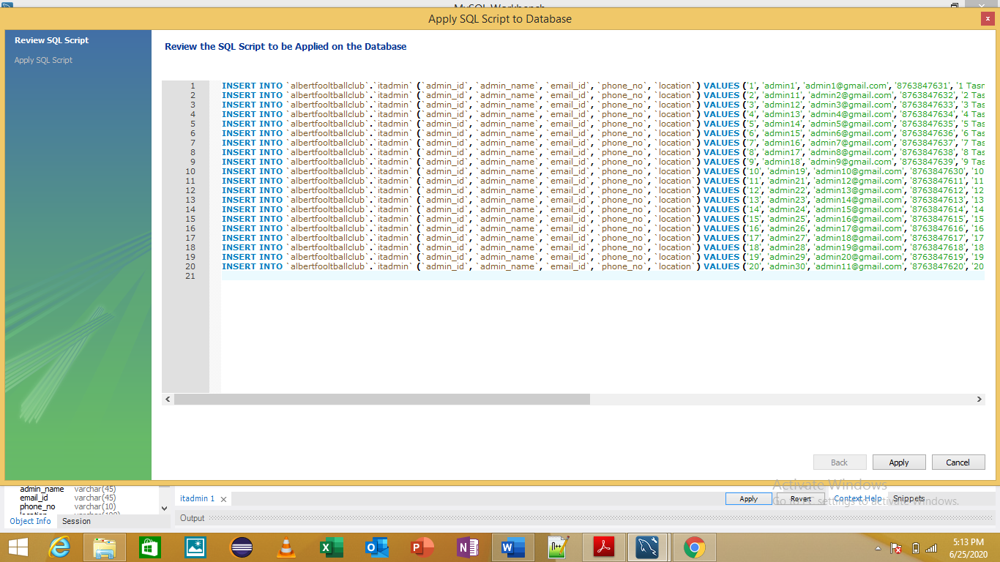 MySQL Workbench
Apply SQL Script to Database
Review SQL Script
Apply SQL Script
Review the SQL Script to be Applied on the Database
1 INSERT INTO `albertfooltballclub`.`itadmin` (`admin_id`, `admin_name`, `email_id`, `phone_no`, `location`) VALUES ('1', 'admin1', 'admin1@gmail.com', '8763847631', '1 Tasm
2 INSERT INTO `albertfooltballclub`.`itadmin` (`admin_id`, `admin_name`, `email_id`, `phone_no`, `location`) VALUES ('2', 'admin11', 'admin2@gmail.com', '8763847632', '2 Tas
3 INSERT INTO `albertfooltballclub`.`itadmin` (`admin_id`, `admin_name`, `email_id`, `phone_no`, `location`) VALUES ('3', 'admin12', 'admin3@gmail.com', '8763847633', '3 Tas
4 INSERT INTO `albertfooltballclub`.`itadmin` (`admin_id`, `admin_name`, `email_id`, `phone_no`, `location`) VALUES ('4', 'admin13', 'admin4@gmail.com', '8763847634', '4 Tas
5 INSERT INTO `albertfooltballclub`.`itadmin` (`admin_id`, `admin_name`, `email_id`, `phone_no`, `location`) VALUES ('5', 'admin14', 'admin5@gmail.com', '8763847635', '5 Tas
6 INSERT INTO `albertfooltballclub`.`itadmin` (`admin_id`, `admin_name`, `email_id`, `phone_no`, `location`) VALUES ('6', 'admin15', 'admin6@gmail.com', '8763847636', '6 Tas
7 INSERT INTO `albertfooltballclub`.`itadmin` (`admin_id`, `admin_name`, `email_id`, `phone_no`, `location`) VALUES ('7', 'admin16', 'admin7@gmail.com', '8763847637', '7 Tas
8 INSERT INTO `albertfooltballclub`.`itadmin` (`admin_id`, `admin_name`, `email_id`, `phone_no`, `location`) VALUES ('8', 'admin17', 'admin8@gmail.com', '8763847638', '8 Tas
9 INSERT INTO `albertfooltballclub`.`itadmin` (`admin_id`, `admin_name`, `email_id`, `phone_no`, `location`) VALUES ('9', 'admin18', 'admin9@gmail.com', '8763847639', '9 Tas
10 INSERT INTO `albertfooltballclub`.`itadmin` (`admin_id`, `admin_name`, `email_id`, `phone_no`, `location`) VALUES ('10', 'admin19', 'admin10@gmail.com', '8763847630', '10
11 INSERT INTO `albertfooltballclub`.`itadmin` (`admin_id`, `admin_name`, `email_id`, `phone_no`, `location`) VALUES ('11', 'admin21', 'admin12@gmail.com', '8763847611', '11
12 INSERT INTO `albertfooltballclub`.`itadmin` (`admin_id`, `admin_name`, `email_id`, `phone_no`, `location`) VALUES ('12', 'admin22', 'admin13@gmail.com', '8763847612', '12
13 INSERT INTO `albertfooltballclub`.`itadmin` (`admin_id`, `admin_name`, `email_id`, `phone_no`, `location`) VALUES ('13', 'admin23', 'admin14@gmail.com', '8763847613', '13
14 INSERT INTO `albertfooltballclub`.`itadmin` (`admin_id`, `admin_name`, `email_id`, `phone_no`, `location`) VALUES ('14', 'admin24', 'admin15@gmail.com', '8763847614', '14
15 INSERT INTO `albertfooltballclub`.`itadmin` (`admin_id`, `admin_name`, `email_id`, `phone_no`, `location`) VALUES ('15', 'admin25', 'admin16@gmail.com', '8763847615', '15
16 INSERT INTO `albertfooltballclub`.`itadmin` (`admin_id`, `admin_name`, `email_id`, `phone_no`, `location`) VALUES ('16', 'admin26', 'admin17@gmail.com', '8763847616', '16
17 INSERT INTO `albertfooltballclub`.`itadmin` (`admin_id`, `admin_name`, `email_id`, `phone_no`, `location`) VALUES ('17', 'admin27', 'admin18@gmail.com', '8763847617', '17
18 INSERT INTO `albertfooltballclub`.`itadmin` (`admin_id`, `admin_name`, `email_id`, `phone_no`, `location`) VALUES ('18', 'admin28', 'admin19@gmail.com', '8763847618', '18
19 INSERT INTO `albertfooltballclub`.`itadmin` (`admin_id`, `admin_name`, `email_id`, `phone_no`, `location`) VALUES ('19', 'admin29', 'admin20@gmail.com', '8763847619', '19
20 INSERT INTO `albertfooltballclub`.`itadmin` (`admin_id`, `admin_name`, `email_id`, `phone_no`, `location`) VALUES ('20', 'admin30', 'admin11@gmail.com', '8763847620', '20
21
Back Apply Cancel
admin_name varchar(45)
email_id varchar(45)
phone_no varchar(10)
location varchar(100)
Object Info Session
itadmin 1
Apply Revert Context Help Snippets
Output
Activate Windows
Go to PC settings to activate Windows.
5:13 PM
6/25/2020